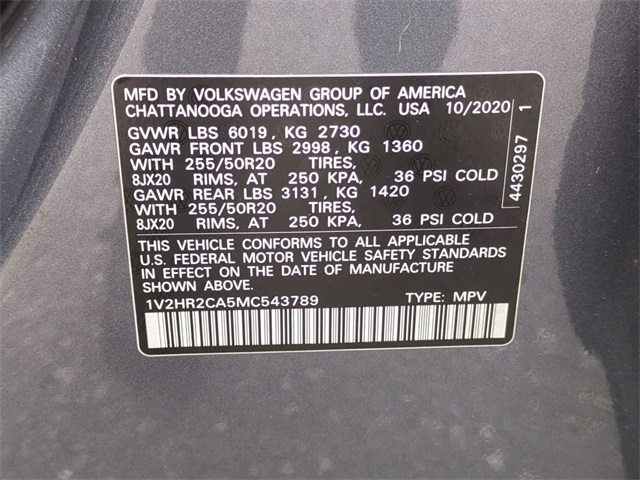 MFD BY VOLKSWAGEN GROUP OF AMERICA
CHATTANOOGA OPERATIONS, LLC. USA 10/2020
GVWR LBS 6019, KG 2730
GAWR FRONT LBS 2998, KG 1360
WITH 255/50R20 TIRES,
8JX20 RIMS, AT 250 KPA, 36 PSI COLD
GAWR REAR LBS 3131, KG 1420
WITH 255/50R20 TIRES,
8JX20 RIMS, AT 250 KPA, 36 PSI COLD
THIS VEHICLE CONFORMS TO ALL APPLICABLE
U.S. FEDERAL MOTOR VEHICLE SAFETY STANDARDS
IN EFFECT ON THE DATE OF MANUFACTURE
SHOWN ABOVE.
1V2HR2CA5MC543789 TYPE: MPV
4430297 1